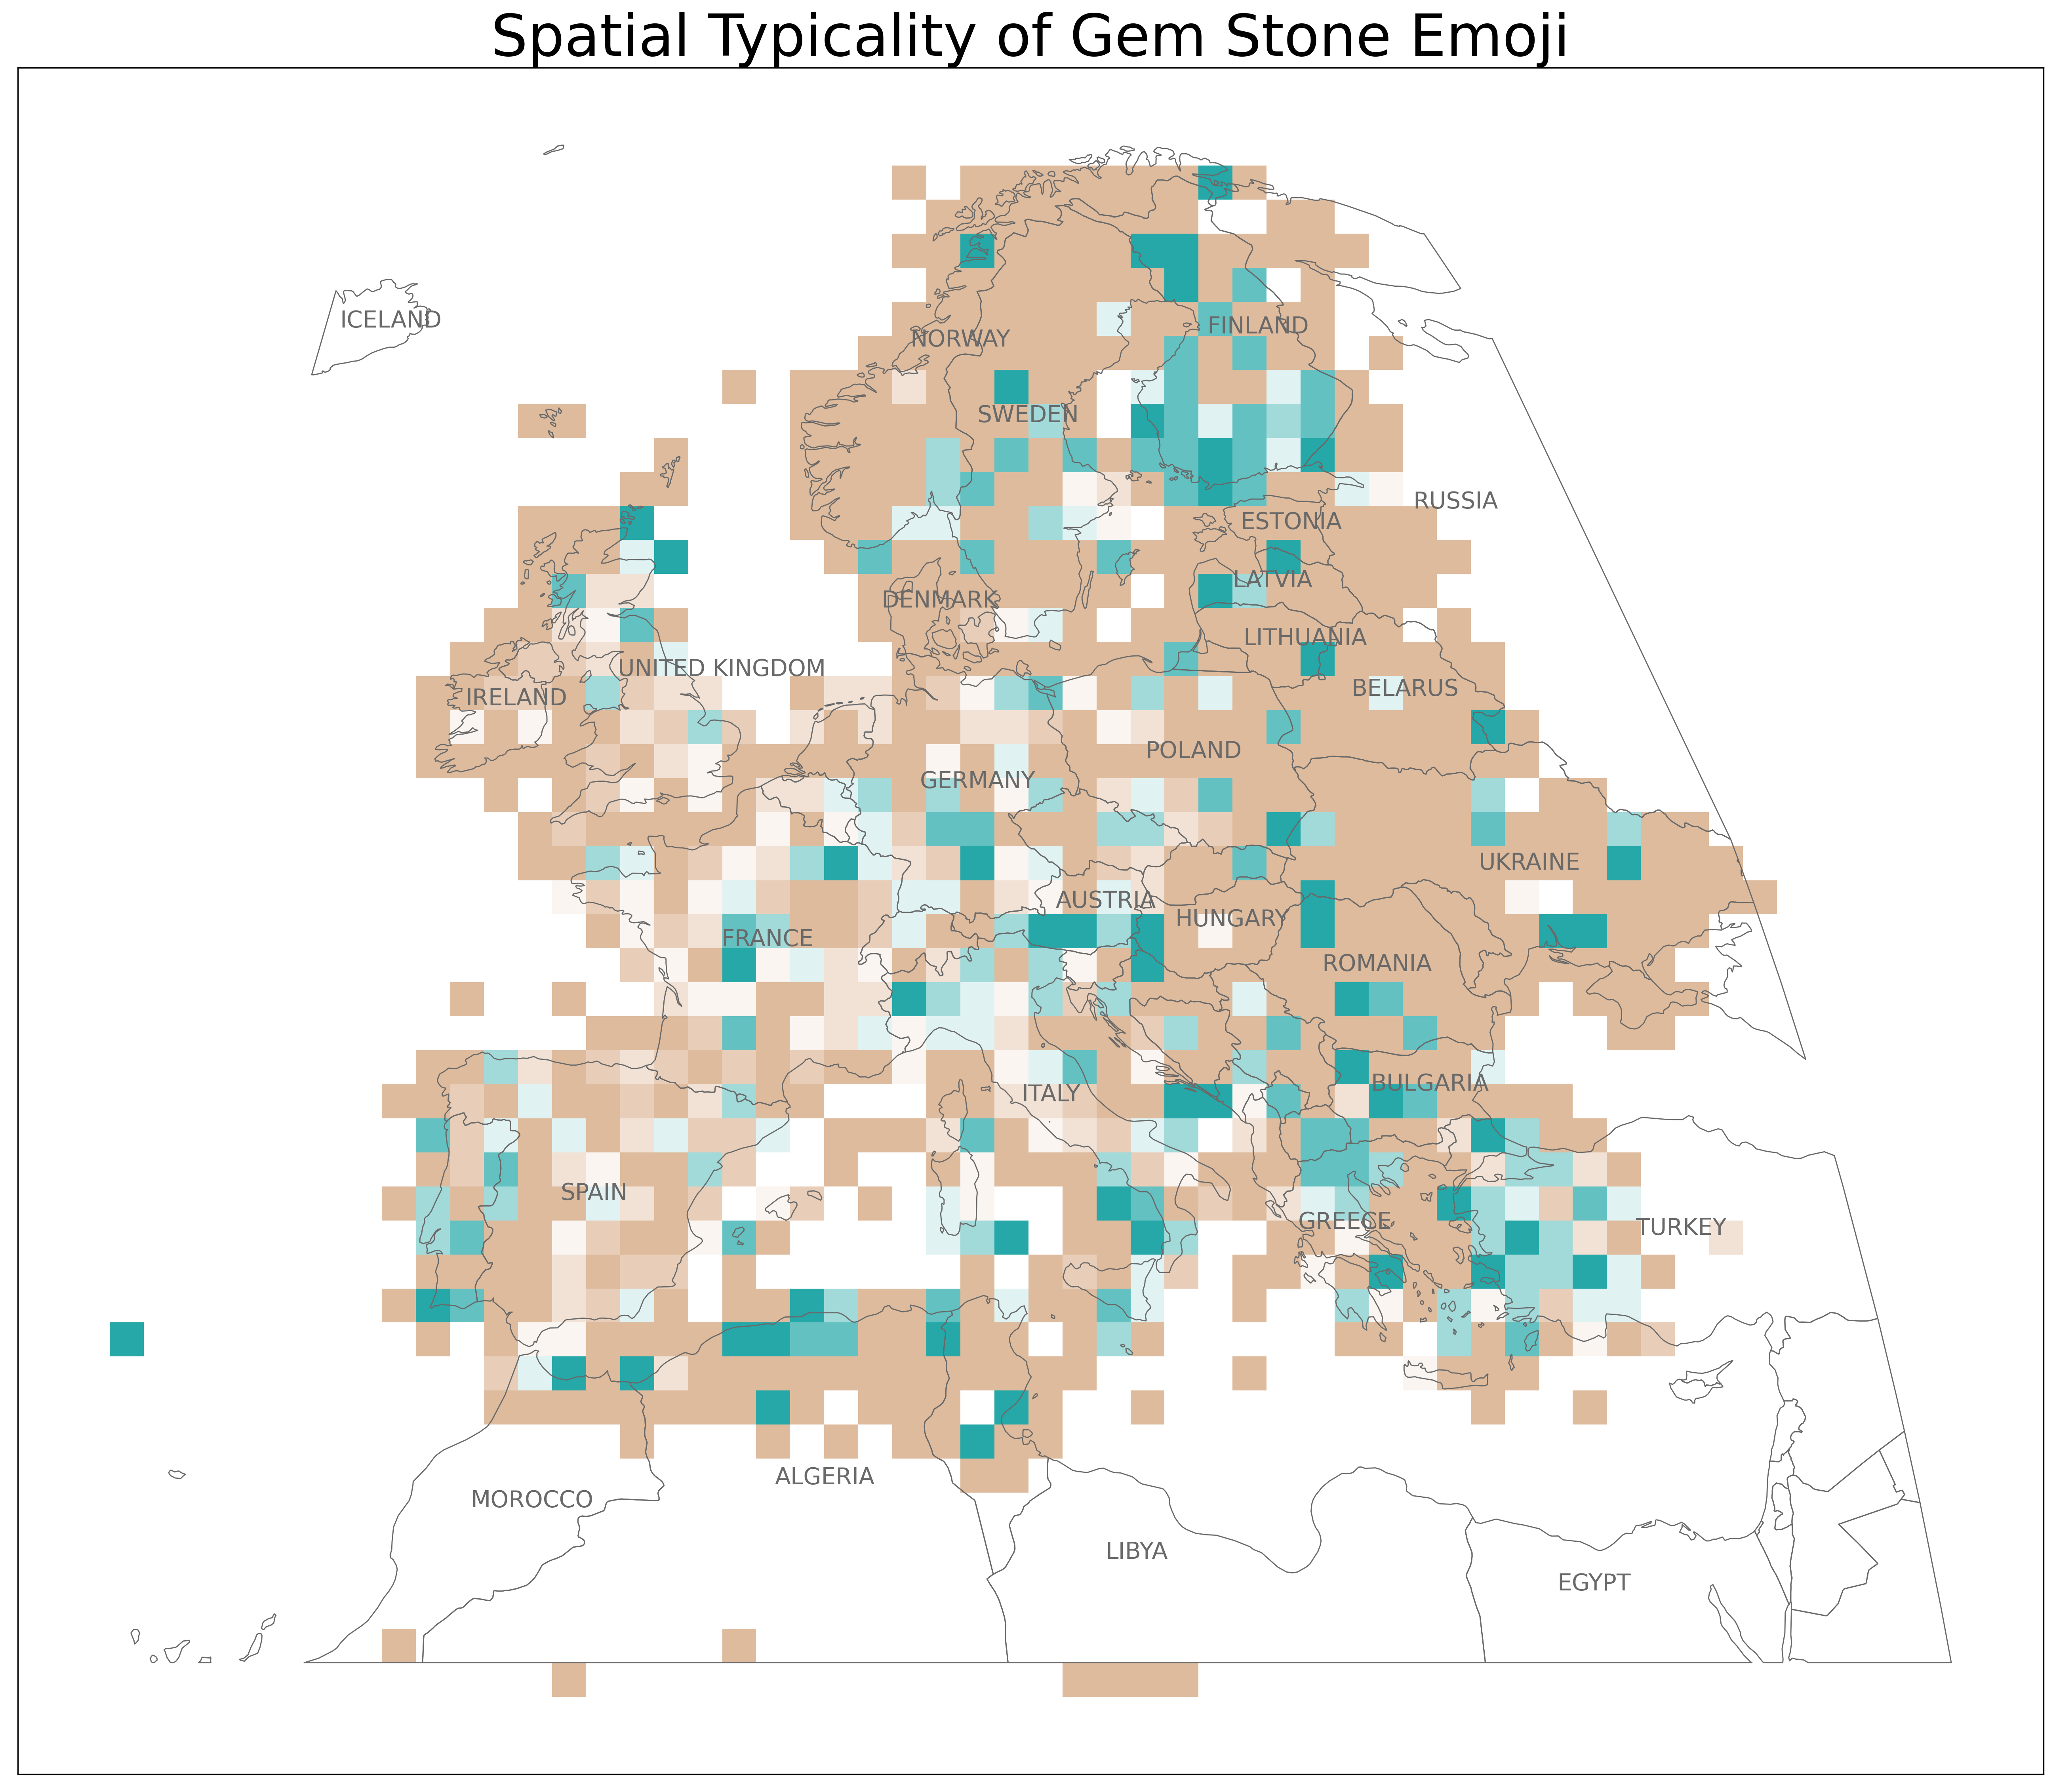 Spatial Typicality of Gem Stone Emoji
ICELAND
FINLAND
NORWAY
SWEDEN
RUSSIA
ESTONIA
LATVIA
DENMARK
LITHUANIA
UNITED KINGDOM
BELARUS
IRELAND
POLAND
GERMANY
UKRAINE
AUSTRIA
HUNGARY
FRANCE
ROMANIA
BULGARIA
ITALY
SPAIN
GREECE
TURKEY
ALGERIA
MOROCCO
LIBYA
EGYPT